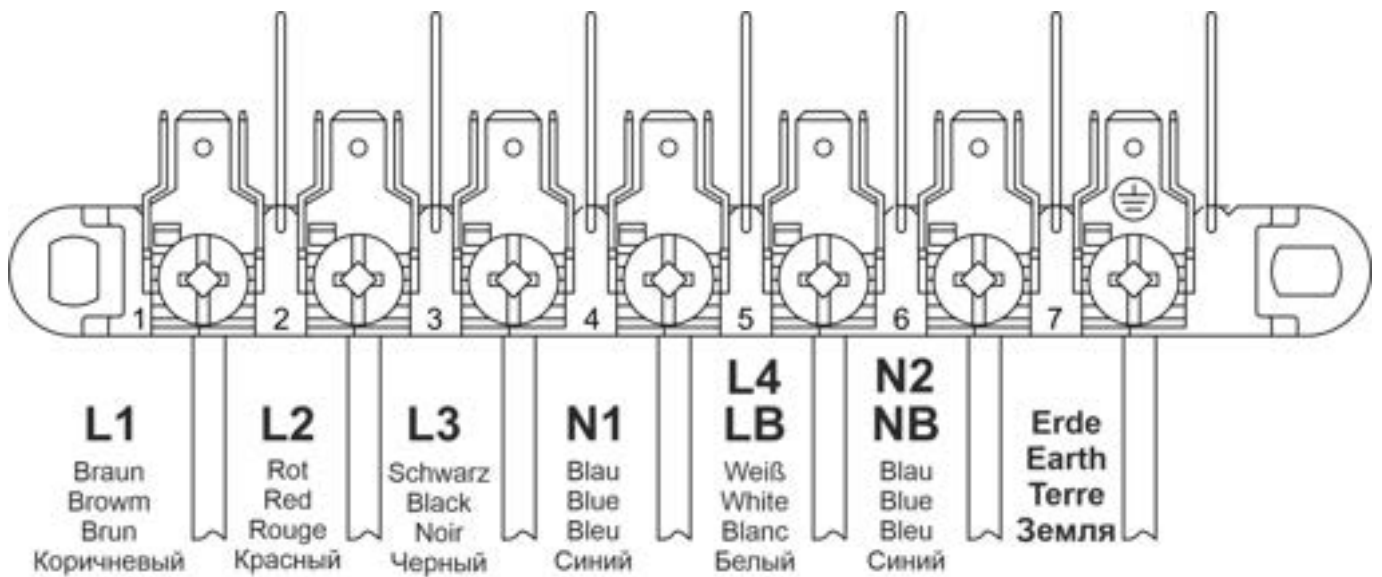 1 2 3 4 5 6 7
L1
Braun
Browm
Brun
Коричневый
L2
Rot
Red
Rouge
Красный
L3
Schwarz
Black
Noir
Черный
N1
Blau
Blue
Bleu
Синий
L4
LB
Weiß
White
Blanc
Белый
N2
NB
Blau
Blue
Bleu
Синий
Erde
Earth
Terre
Земля